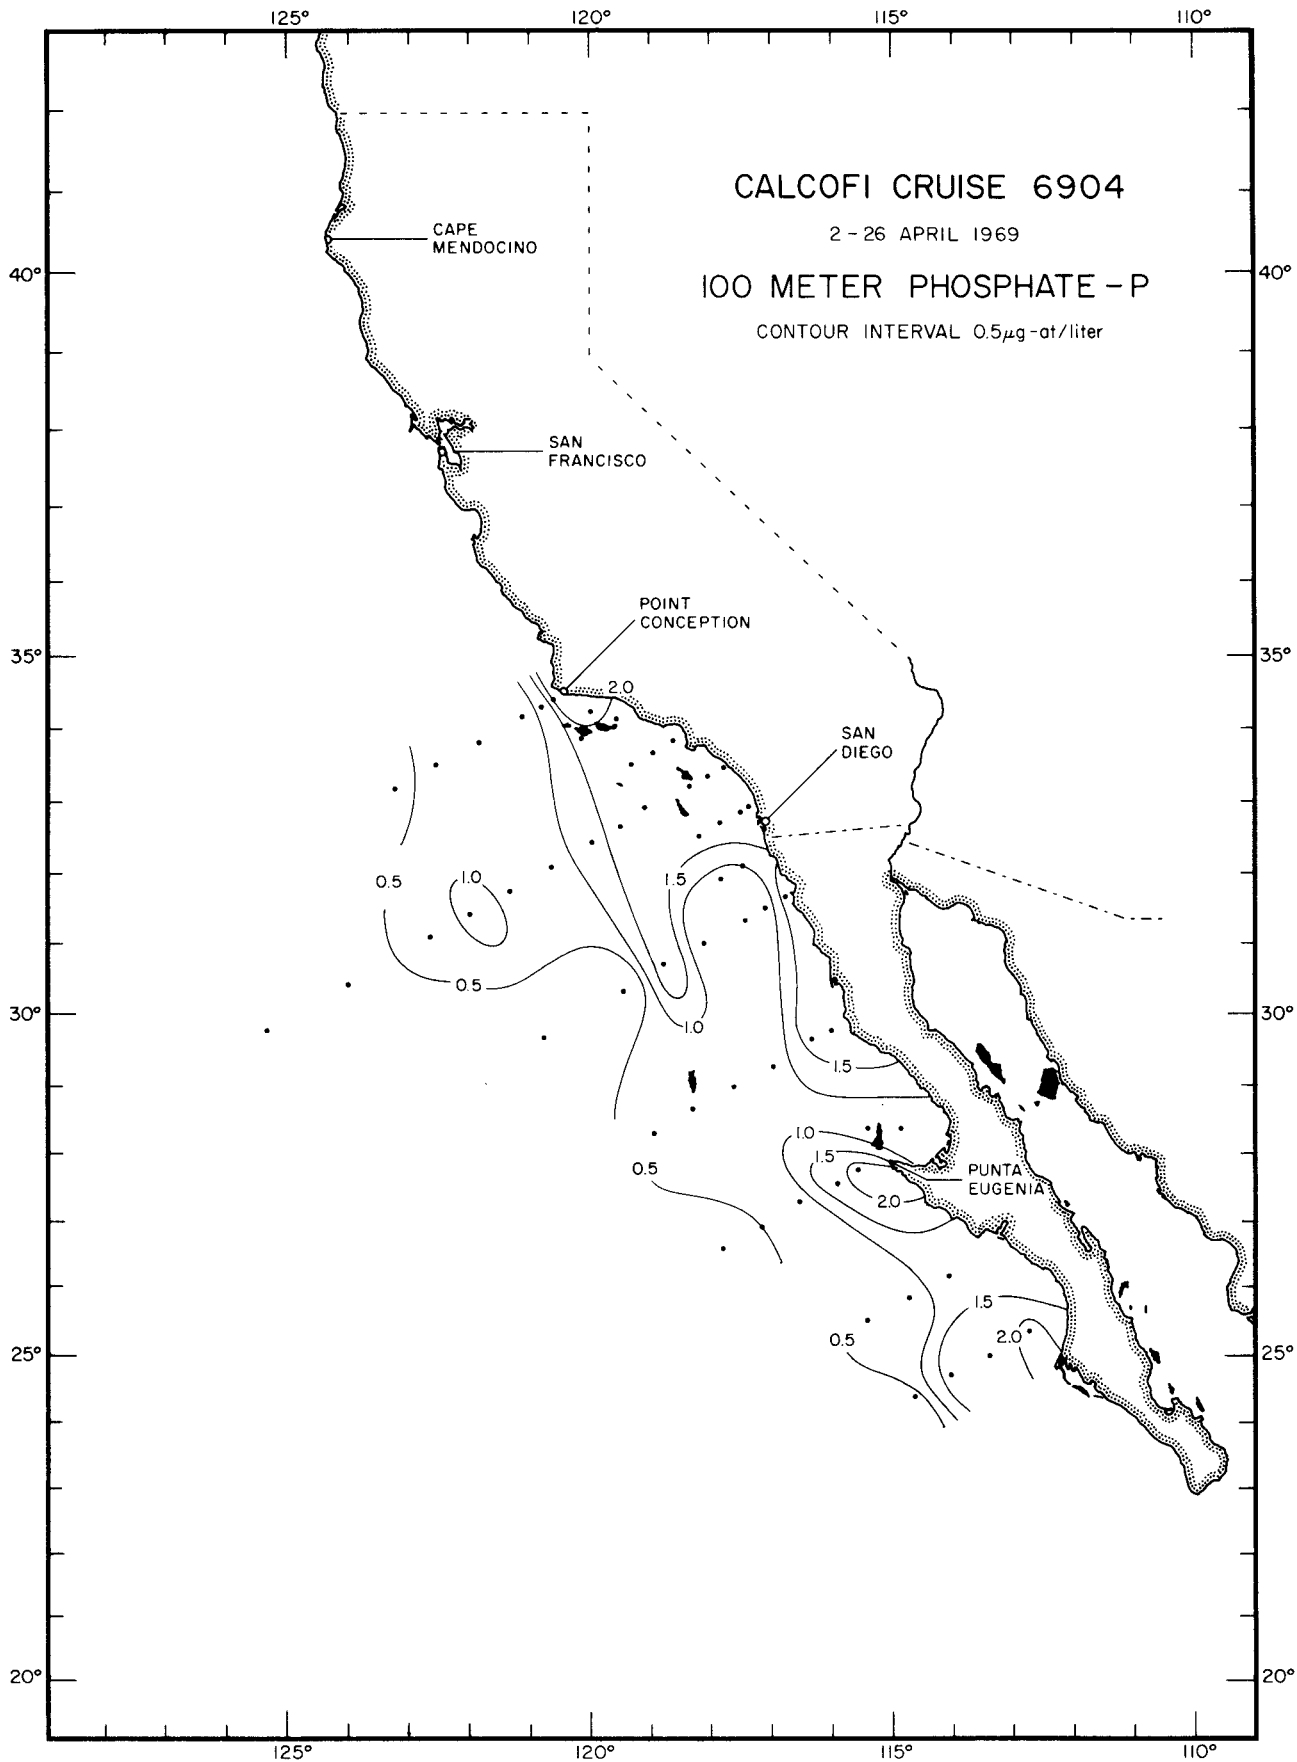 125° 120° 115° 110°
CALCOFI CRUISE 6904
2-26 APRIL 1969
CAPE
MENDOCINO
40° 40°
100 METER PHOSPHATE-P
CONTOUR INTERVAL 0.5µg-at/liter
SAN
FRANCISCO
POINT
CONCEPTION
35° 35°
2.0
SAN
DIEGO
0.5 1.0 1.5
0.5
30° 1.0 30°
1.5
1.0
1.5
0.5
PUNTA
EUGENIA
2.0
1.5
0.5 2.0
25° 25°
20° 20°
125° 120° 115° 110°